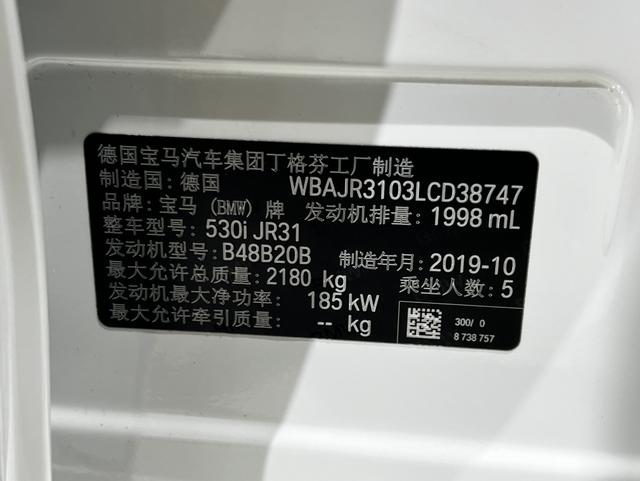 德国宝马汽车集团丁格芬工厂制造
制造国: 德国 WBAJR3103LCD38747
品牌: 宝马 (BMW) 牌 发动机排量: 1998 mL
整车型号: 530i JR31
发动机型号: B48B20B 制造年月: 2019-10
最大允许总质量: 2180 kg 乘坐人数: 5
发动机最大净功率: 185 kW
最大允许牵引质量: -- kg
300/ 0
8 738 757